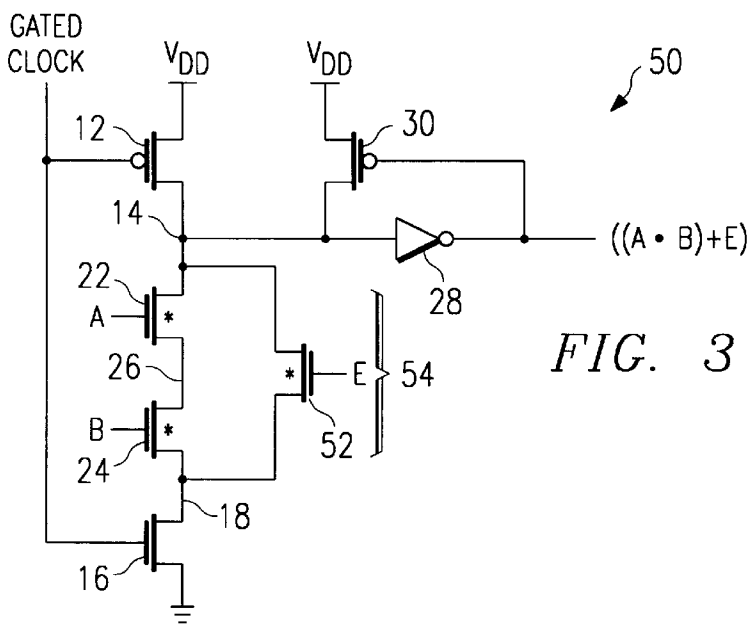 GATED
CLOCK
VDD
VDD
50
12
30
14
((A • B)+E)
22
28
A
*
26
*
E
54
FIG. 3
B
*
24
52
18
16